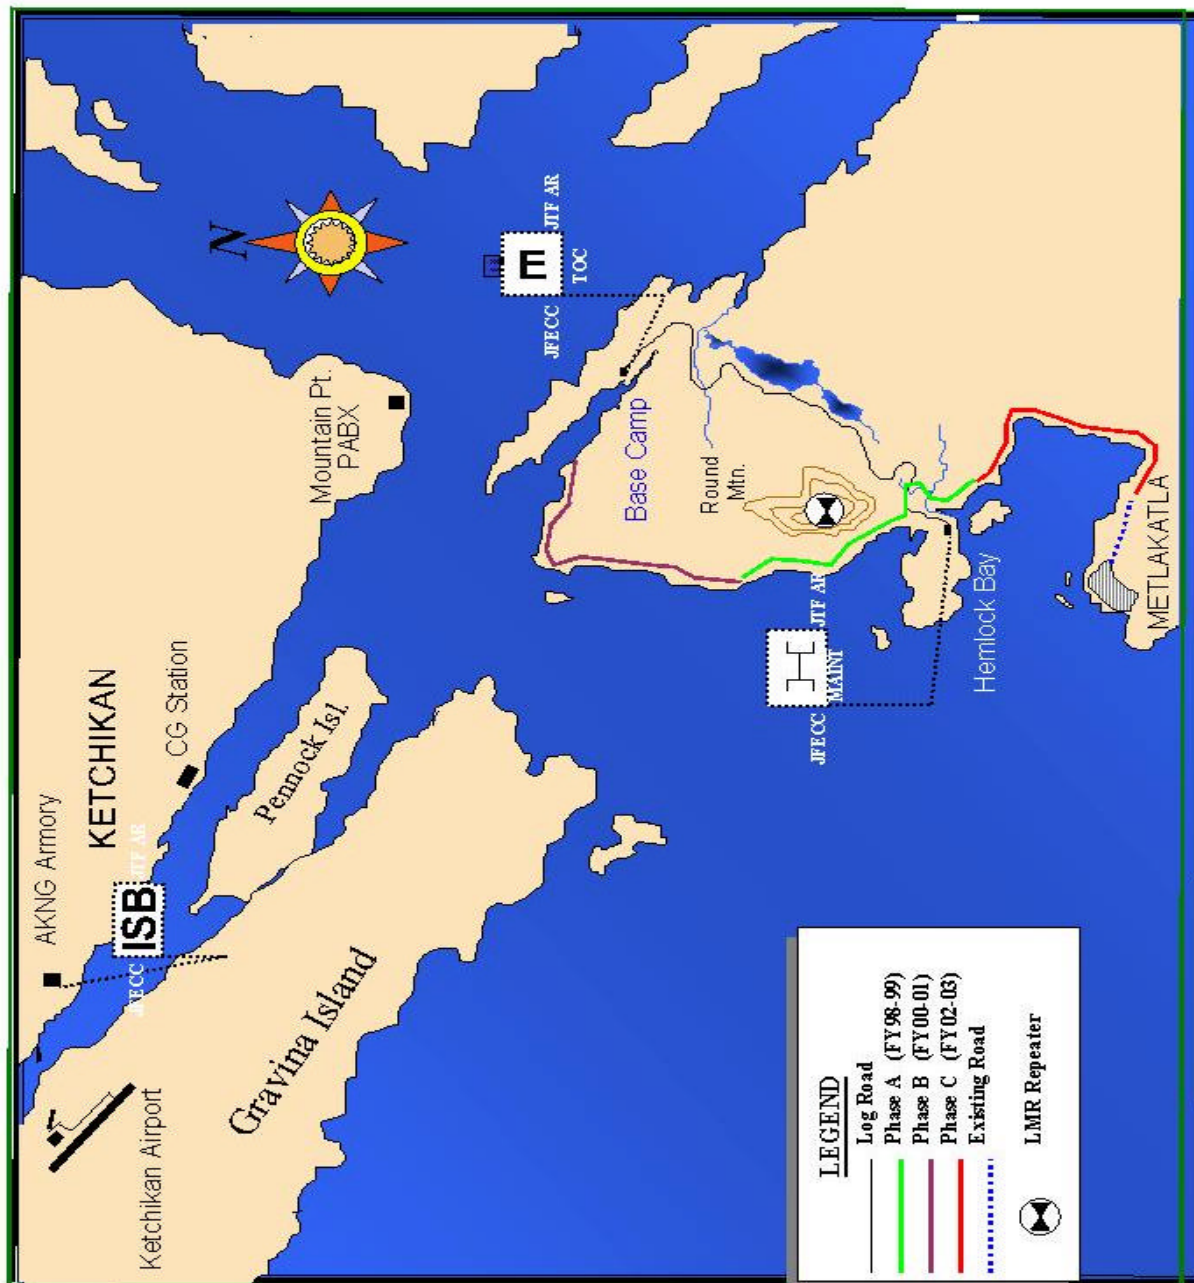 AKNG Armory
KETCHIKAN
JFECC
ISB
JTF AR
CG Station
Mountain Pt.
PABX
N
Ketchikan Airport
Gravina Island
Pennock Isl.
JFECC
E
JTF AR
TOC
Base Camp
Round
Mtn.
JFECC
JTF AR
MAINT
Hemlock Bay
METLAKATLA
LEGEND
Log Road
Phase A (FY98-99)
Phase B (FY00-01)
Phase C (FY02-03)
Existing Road
LMR Repeater